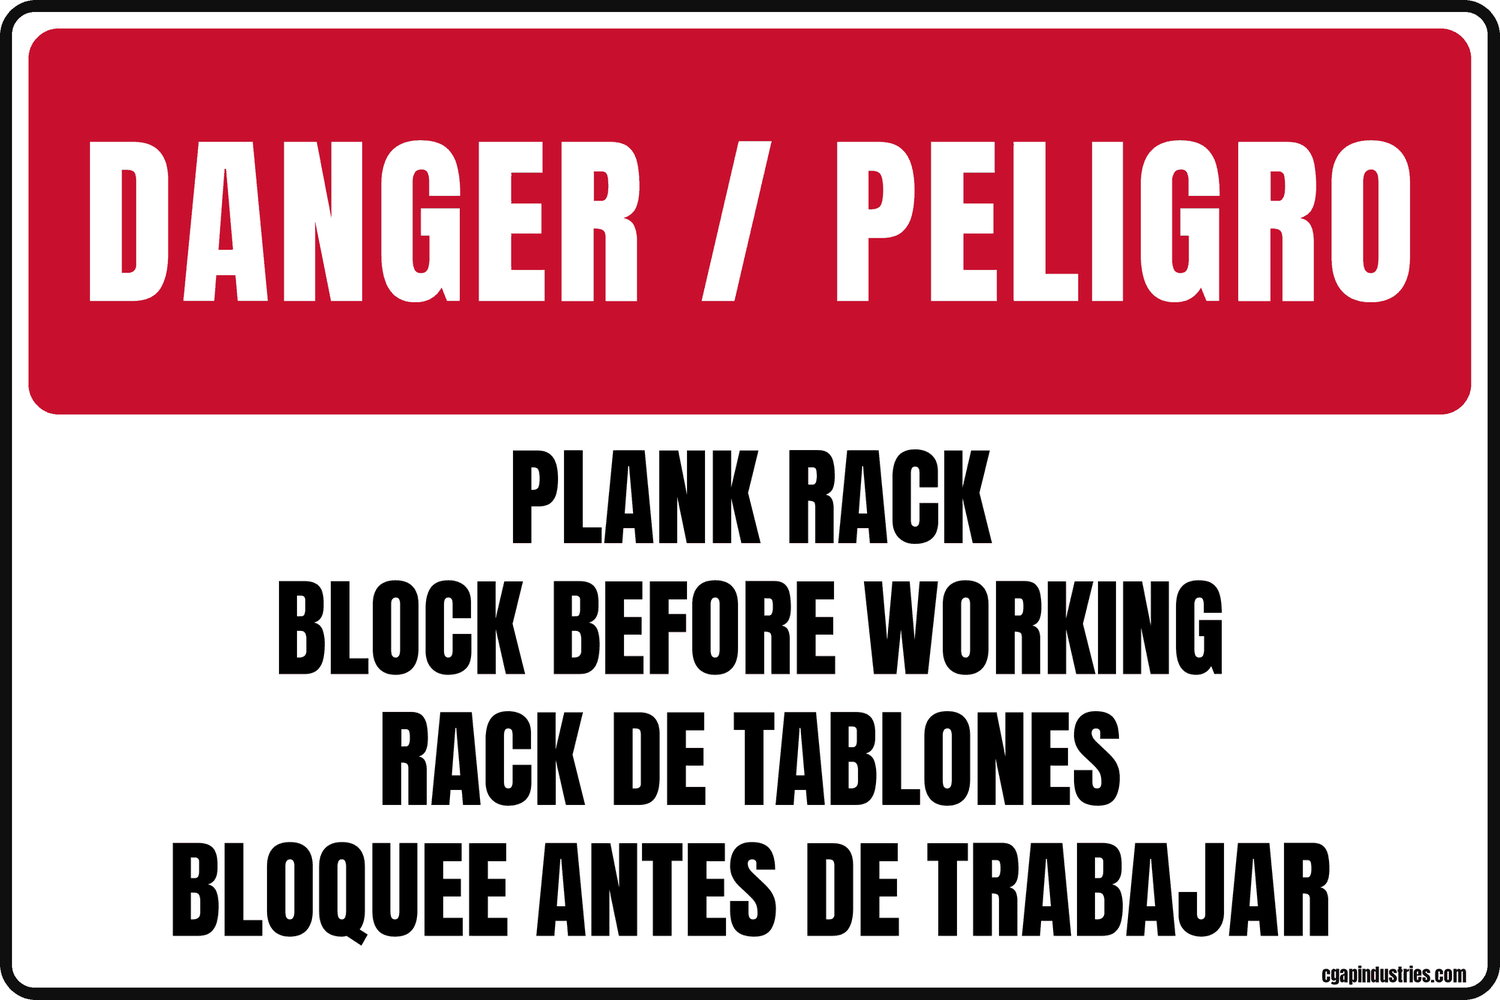 DANGER / PELIGRO
PLANK RACK
BLOCK BEFORE WORKING
RACK DE TABLONES
BLOQUEE ANTES DE TRABAJAR
cgapindustries.com